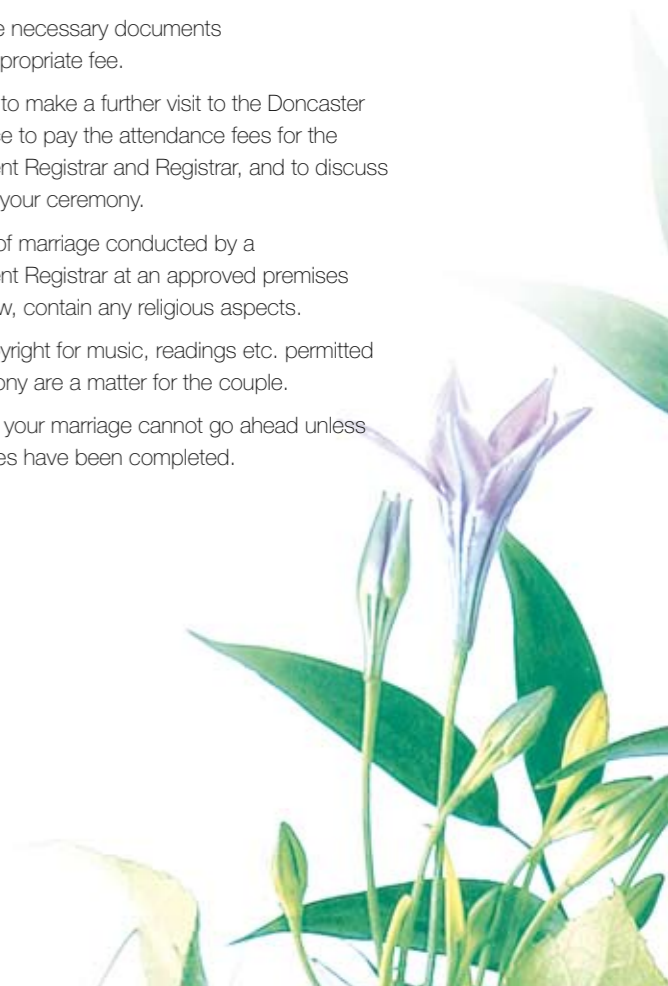 e necessary documents
propriate fee.
to make a further visit to the Doncaster
ce to pay the attendance fees for the
nt Registrar and Registrar, and to discuss
your ceremony.
of marriage conducted by a
nt Registrar at an approved premises
w, contain any religious aspects.
yright for music, readings etc. permitted
ony are a matter for the couple.
your marriage cannot go ahead unless
es have been completed.